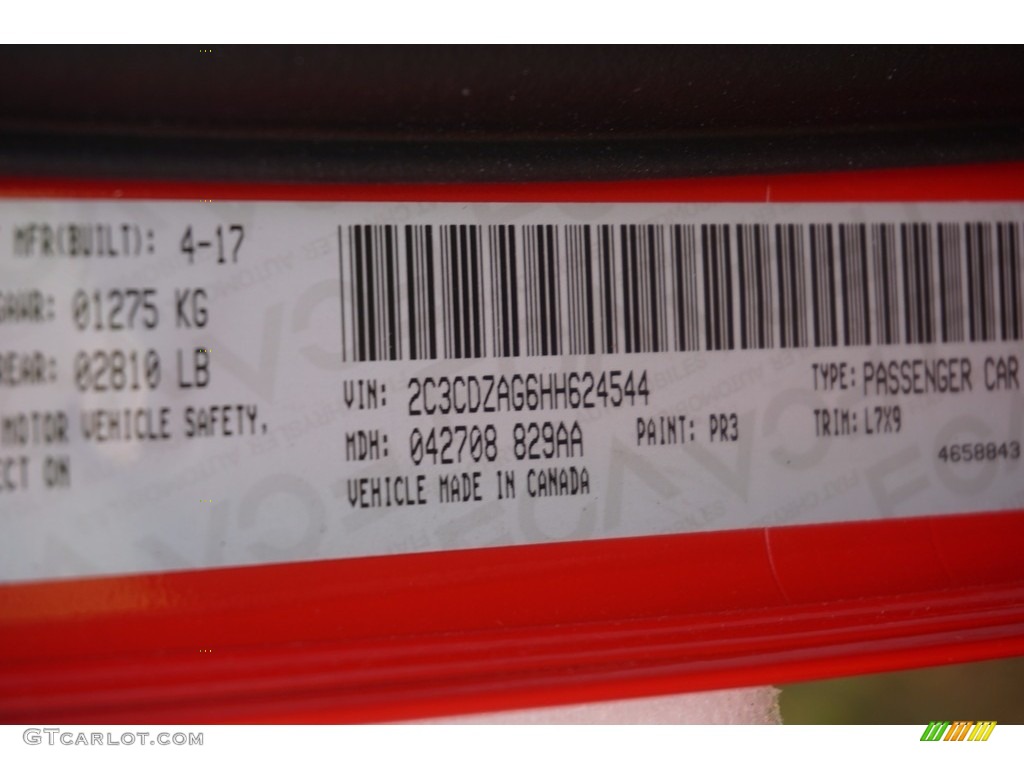 MFR(BUILT): 4-17
GAWR: 01275 KG
REAR: 02810 LB
MOTOR VEHICLE SAFETY,
ECT ON
VIN: 2C3CDZAG6HH624544
TYPE: PASSENGER CAR
MDH: 042708 829AA
PAINT: PR3
TRIM: L7X9
VEHICLE MADE IN CANADA
4658843
GTCARLOT.COM